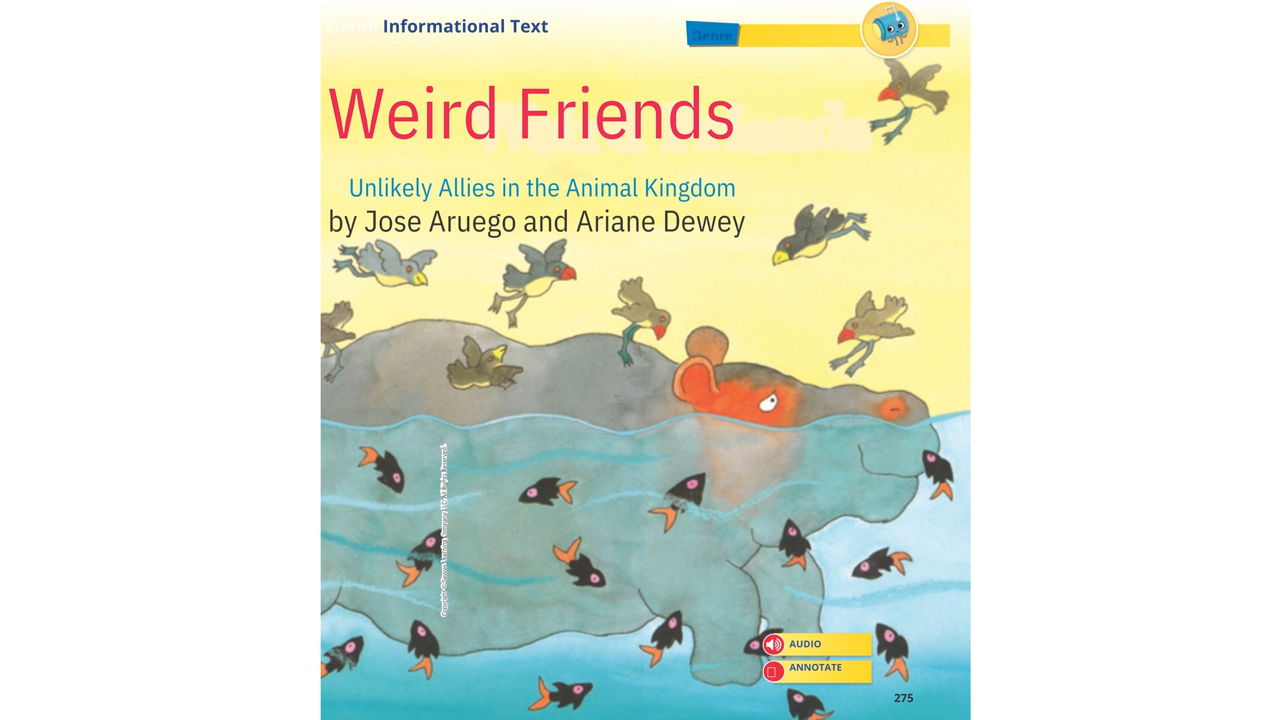 Genre Informational Text
Genre
Weird Friends
Unlikely Allies in the Animal Kingdom
by Jose Aruego and Ariane Dewey
AUDIO
ANNOTATE
275